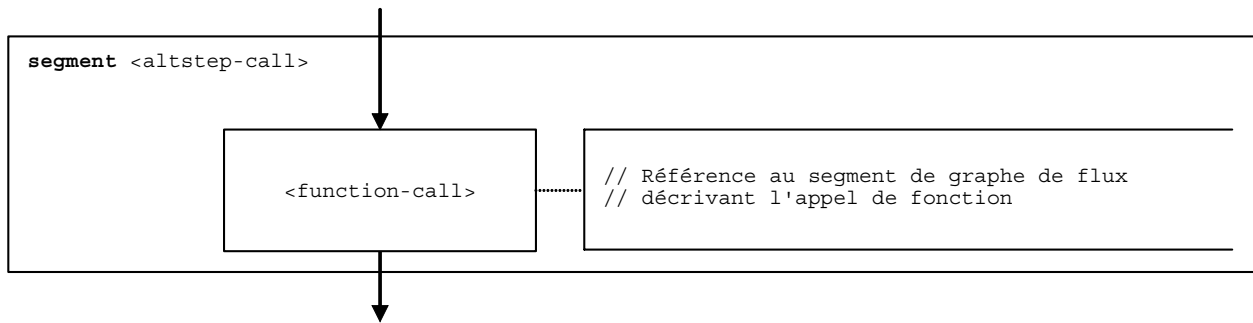 segment <altstep-call>
<function-call>
// Référence au segment de graphe de flux
// décrivant l'appel de fonction